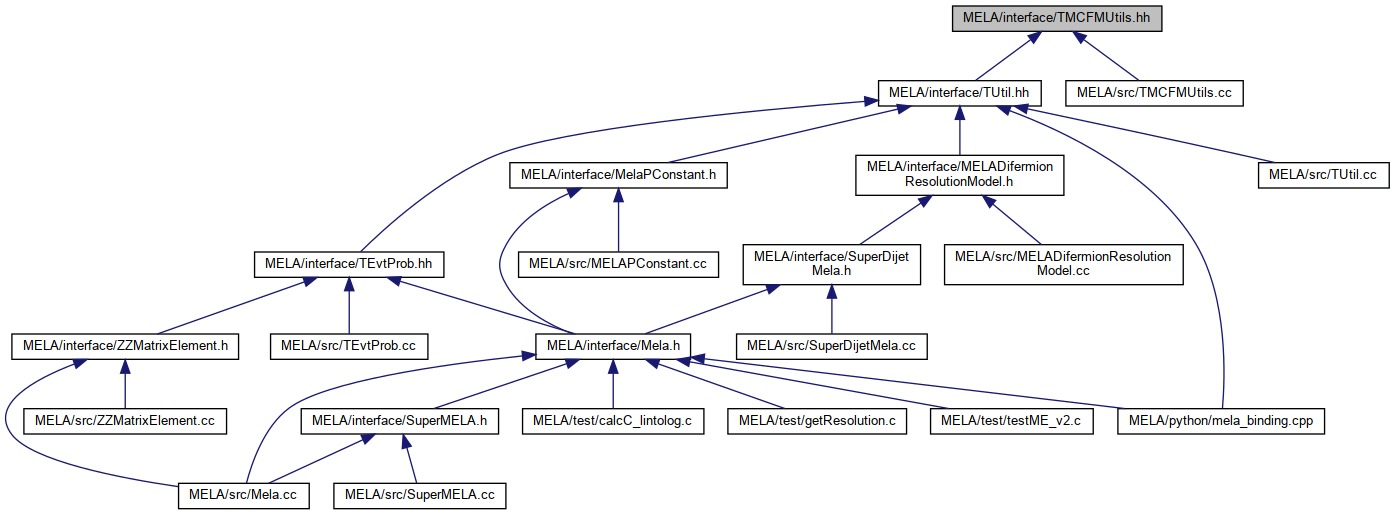 MELA/interface/TMCFMUtils.hh
MELA/interface/TUtil.hh
MELA/src/TMCFMUtils.cc
MELA/interface/MelaPConstant.h
MELA/interface/MELADifermion
ResolutionModel.h
MELA/src/TUtil.cc
MELA/interface/TEvtProb.hh
MELA/src/MELAPConstant.cc
MELA/interface/SuperDijet
Mela.h
MELA/src/MELADifermionResolution
Model.cc
MELA/interface/ZZMatrixElement.h
MELA/src/TEvtProb.cc
MELA/interface/Mela.h
MELA/src/SuperDijetMela.cc
MELA/src/ZZMatrixElement.cc
MELA/interface/SuperMELA.h
MELA/test/calcC_lintolog.c
MELA/test/getResolution.c
MELA/test/testME_v2.c
MELA/python/mela_binding.cpp
MELA/src/Mela.cc
MELA/src/SuperMELA.cc